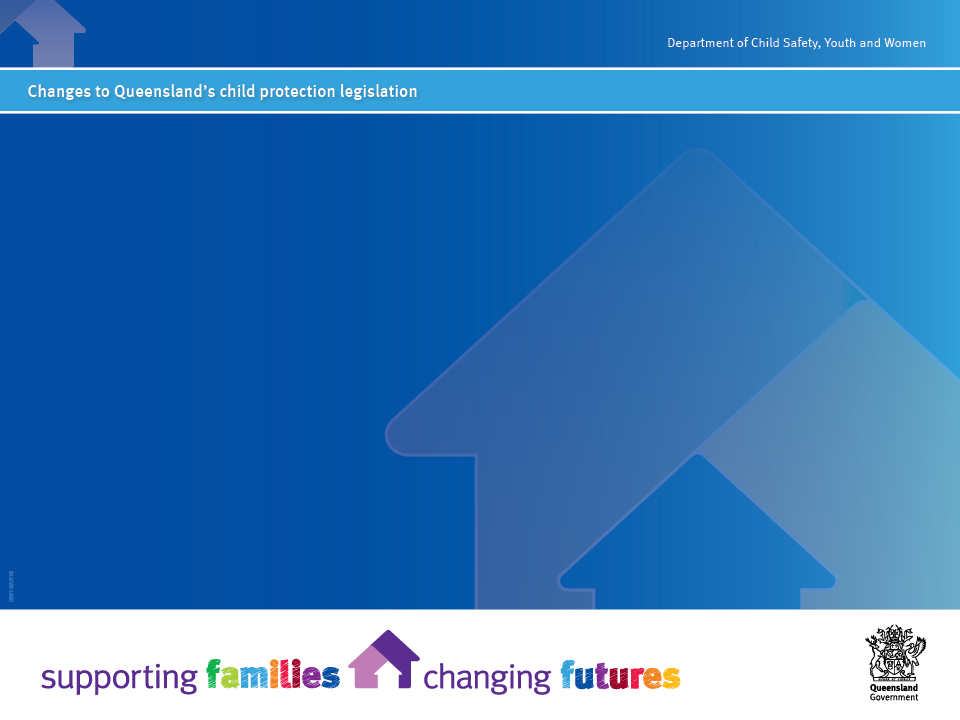 Department of Child Safety, Youth and Women
Changes to Queensland's child protection legislation
supporting families changing futures
Queensland
Government